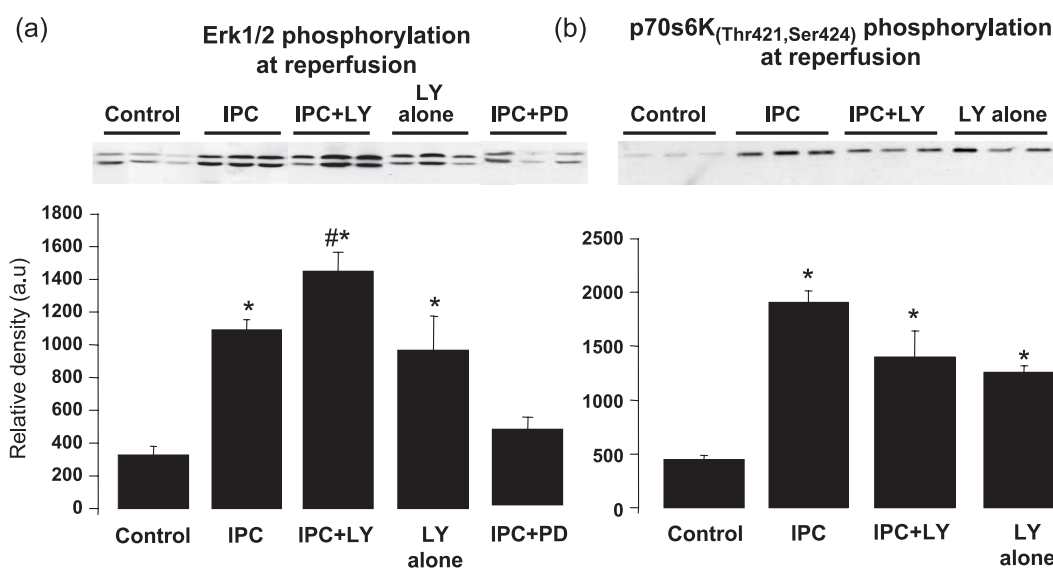 (a)
Erk1/2 phosphorylation
at reperfusion
Control IPC IPC+LY LY
alone IPC+PD
Relative density (a.u)
1800
1600
1400
1200
1000
800
600
400
200
0
*
#*
*
Control IPC IPC+LY LY
alone IPC+PD
(b)
p70s6K(Thr421,Ser424) phosphorylation
at reperfusion
Control IPC IPC+LY LY alone
2500
2000
1500
1000
500
0
*
*
*
Control IPC IPC+LY LY
alone